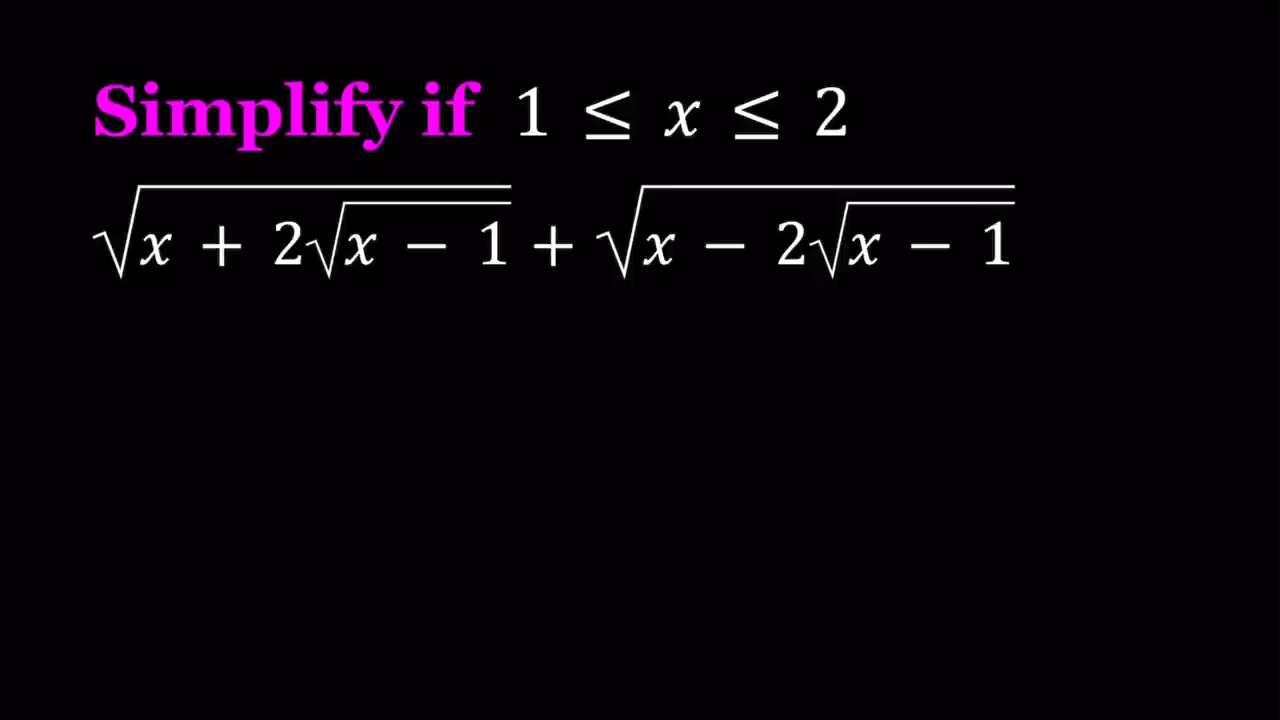 Simplify if 1 ≤ x ≤ 2
√(x + 2√(x − 1)) + √(x − 2√(x − 1))